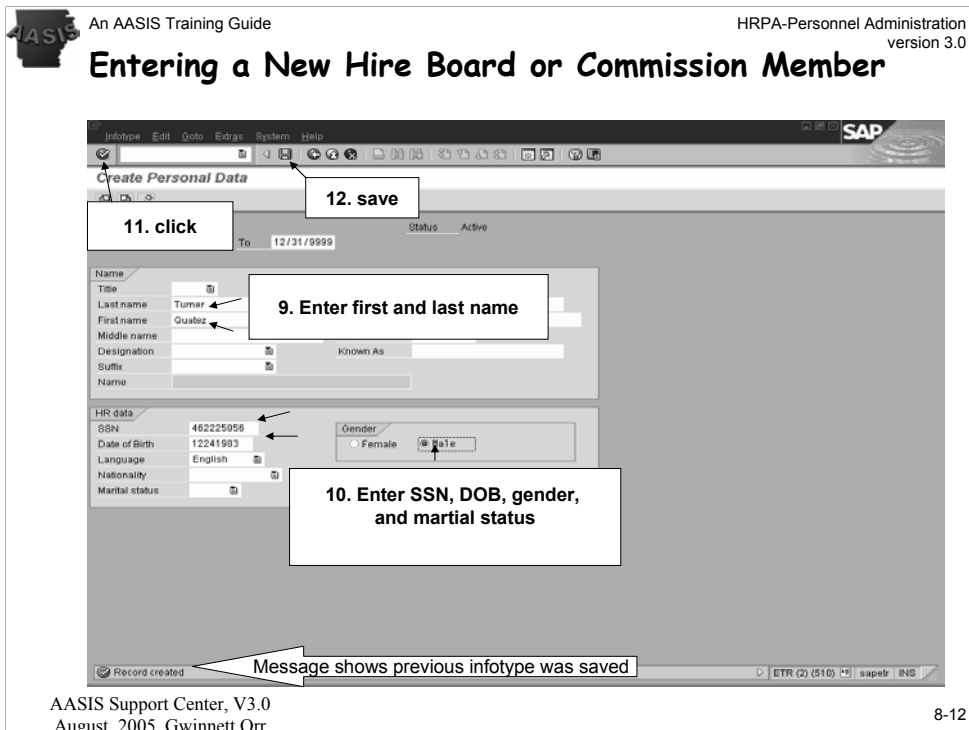 AASIS
An AASIS Training Guide
HRPA-Personnel Administration
version 3.0
Entering a New Hire Board or Commission Member
Infotype Edit Goto Extras System Help
SAP
Create Personal Data
12. save
11. click
Status Active
To 12/31/9999
Name
Title
Last name Turner
9. Enter first and last name
First name Quatez
Middle name
Designation Known As
Suffix
Name
HR data
SSN 462225056
Gender
Date of Birth 12241983
Female Male
Language English
Nationality
Marital status
10. Enter SSN, DOB, gender,
and martial status
Record created
Message shows previous infotype was saved
ETR (2) (510) sapetr INS
AASIS Support Center, V3.0
8-12
August, 2005, Gwinnett Orr